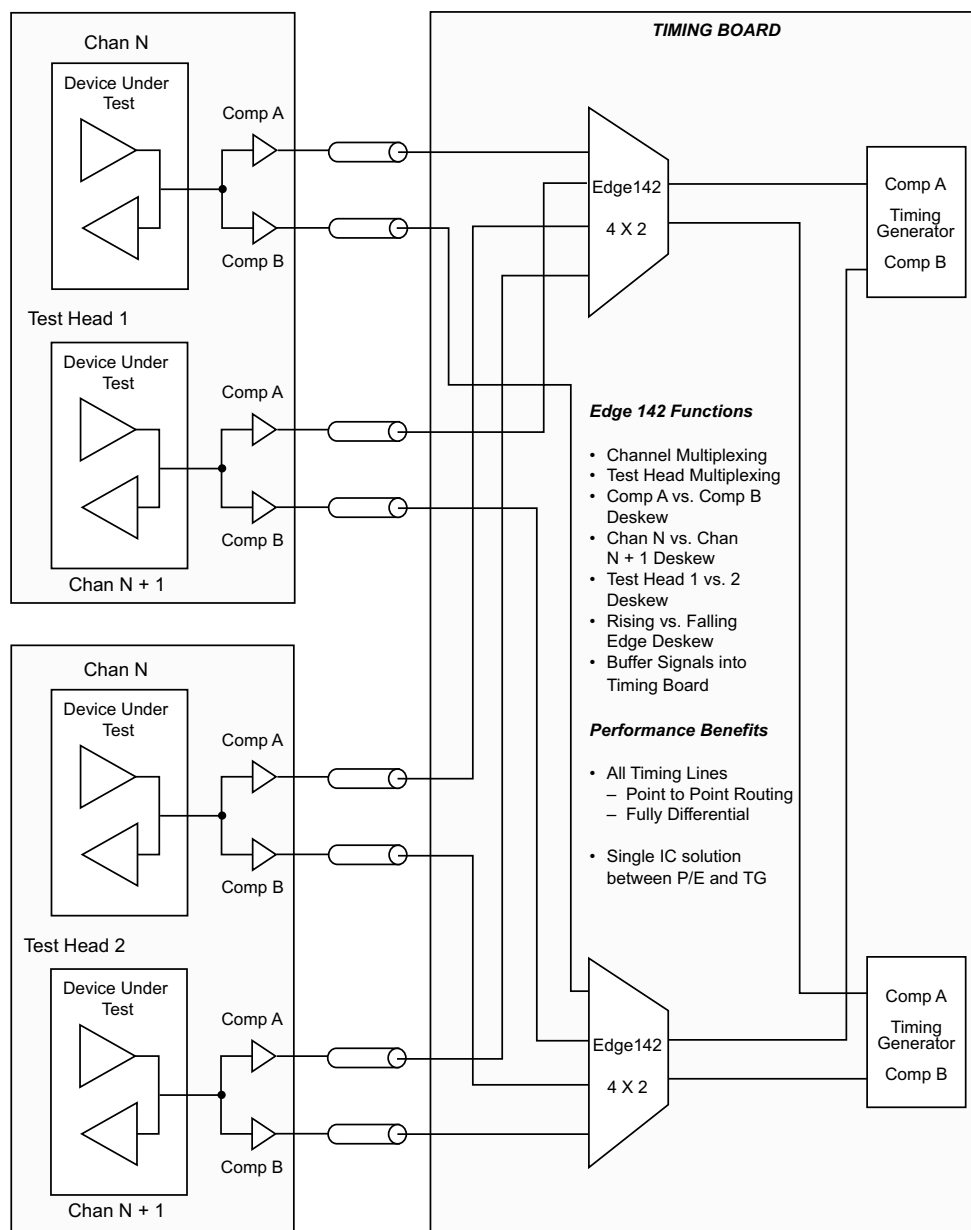 Chan N
Device Under
Test
Comp A
Comp B
Test Head 1
Device Under
Test
Comp A
Comp B
Chan N + 1
Chan N
Device Under
Test
Comp A
Comp B
Test Head 2
Device Under
Test
Comp A
Comp B
Chan N + 1
TIMING BOARD
Edge142
4 X 2
Comp A
Timing
Generator
Comp B
Edge 142 Functions
• Channel Multiplexing
• Test Head Multiplexing
• Comp A vs. Comp B
Deskew
• Chan N vs. Chan
N + 1 Deskew
• Test Head 1 vs. 2
Deskew
• Rising vs. Falling
Edge Deskew
• Buffer Signals into
Timing Board
Performance Benefits
• All Timing Lines
– Point to Point Routing
– Fully Differential
• Single IC solution
between P/E and TG
Edge142
4 X 2
Comp A
Timing
Generator
Comp B